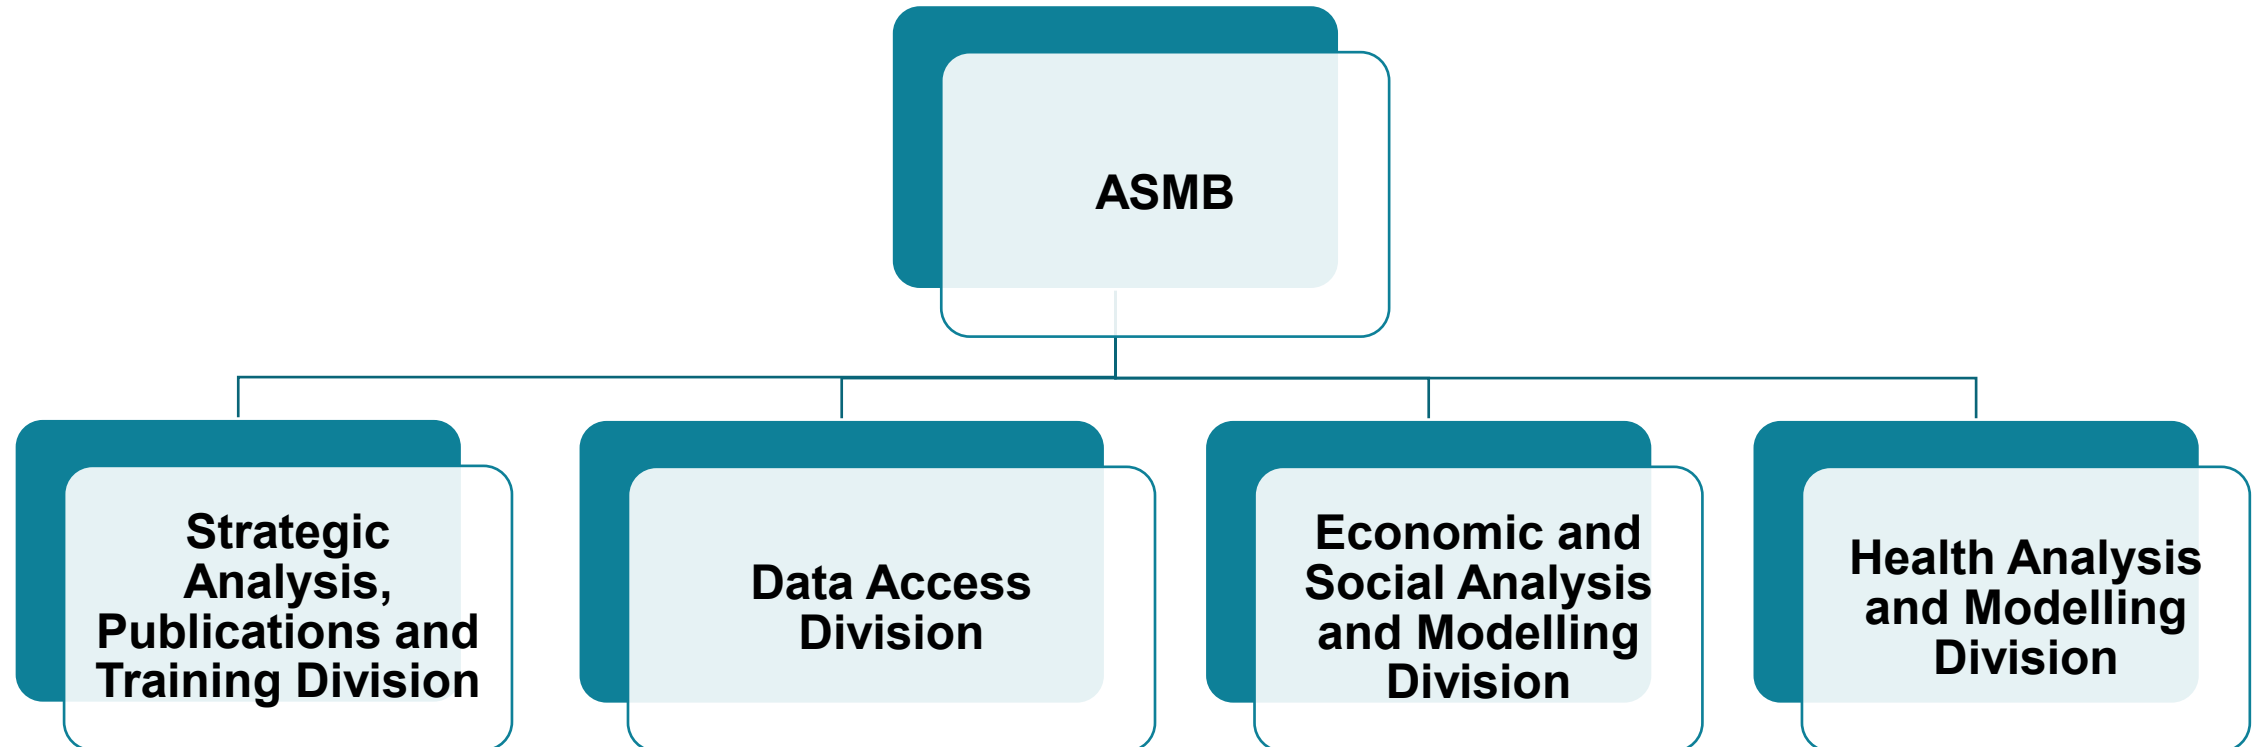 ASMB
Strategic
Analysis,
Publications and
Training Division
Data Access
Division
Economic and
Social Analysis
and Modelling
Division
Health Analysis
and Modelling
Division